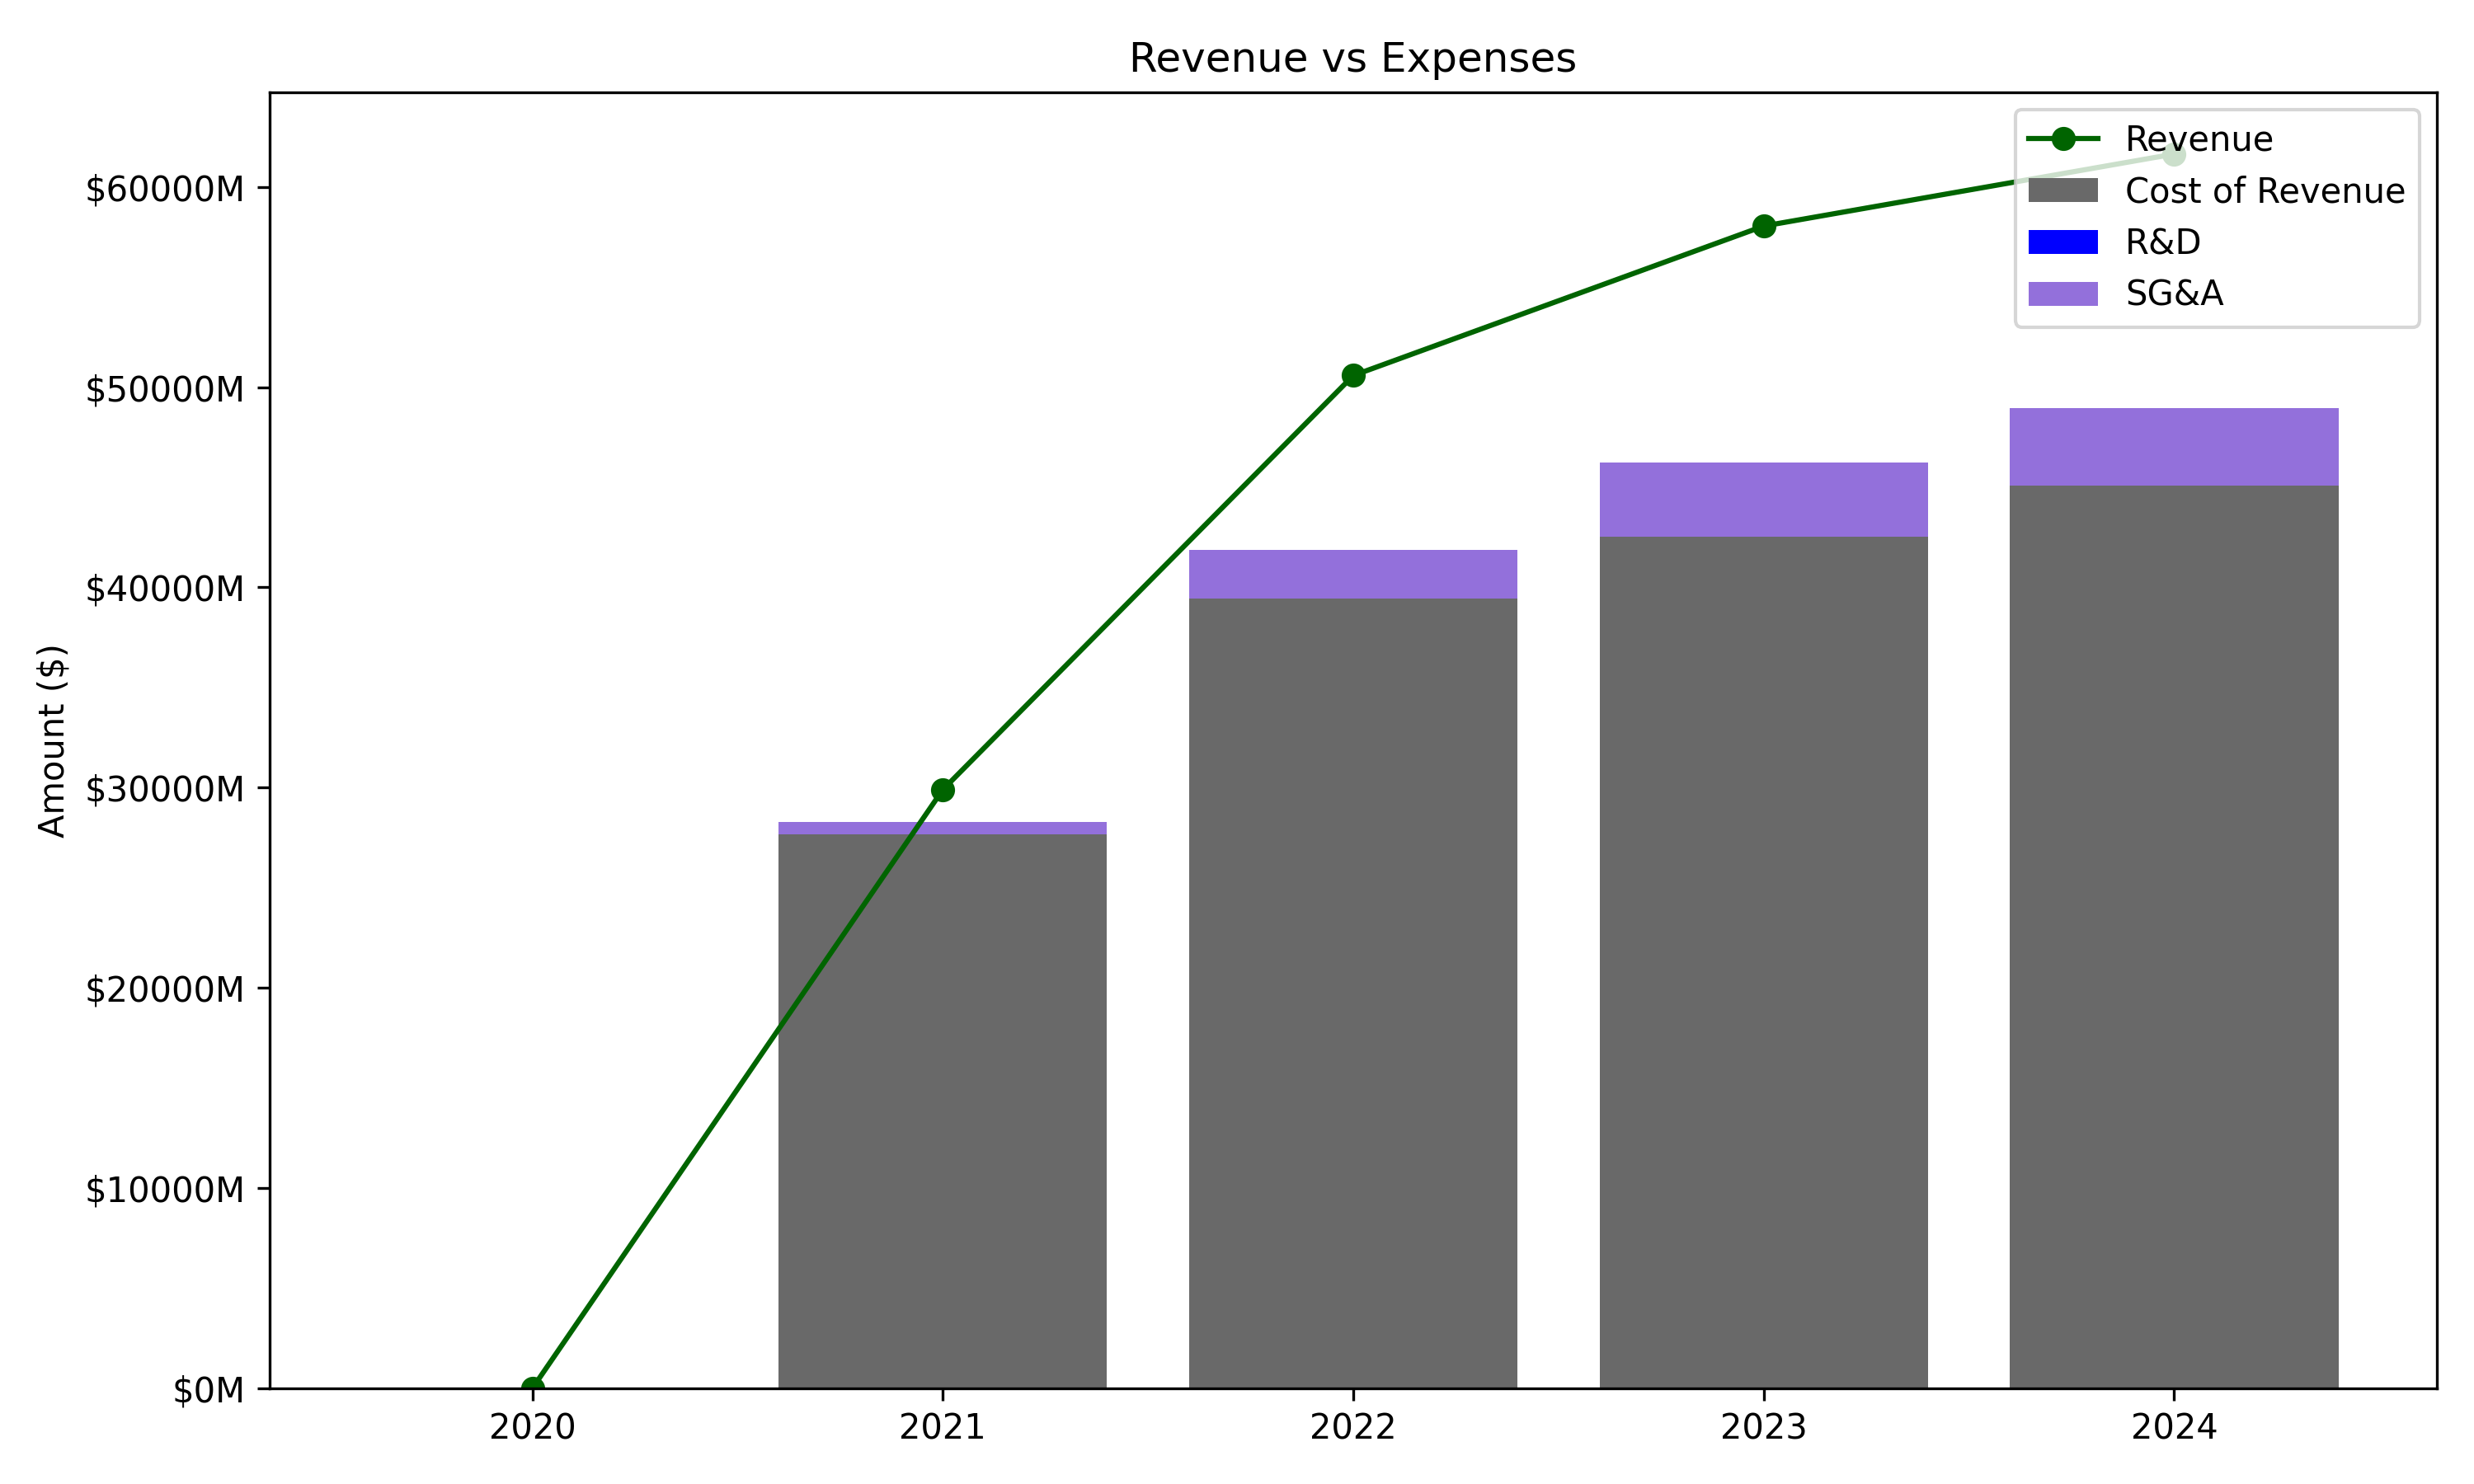 Revenue vs Expenses
Revenue
Cost of Revenue
R&D
SG&A
Amount ($)
$60000M
$50000M
$40000M
$30000M
$20000M
$10000M
$0M
2020
2021
2022
2023
2024